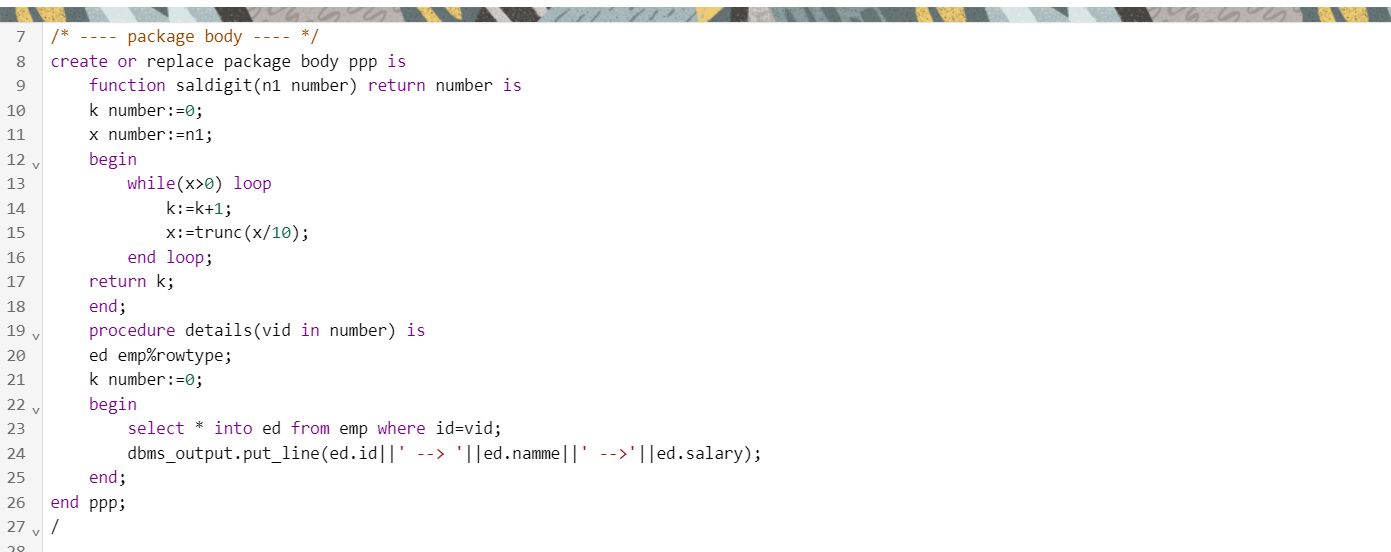 7 /* ---- package body ---- */
8 create or replace package body ppp is
9     function saldigit(n1 number) return number is
10     k number:=0;
11     x number:=n1;
12     begin
13         while(x>0) loop
14             k:=k+1;
15             x:=trunc(x/10);
16         end loop;
17     return k;
18     end;
19     procedure details(vid in number) is
20     ed emp%rowtype;
21     k number:=0;
22     begin
23         select * into ed from emp where id=vid;
24         dbms_output.put_line(ed.id||' --> '||ed.namme||' -->'||ed.salary);
25     end;
26 end ppp;
27 /
28